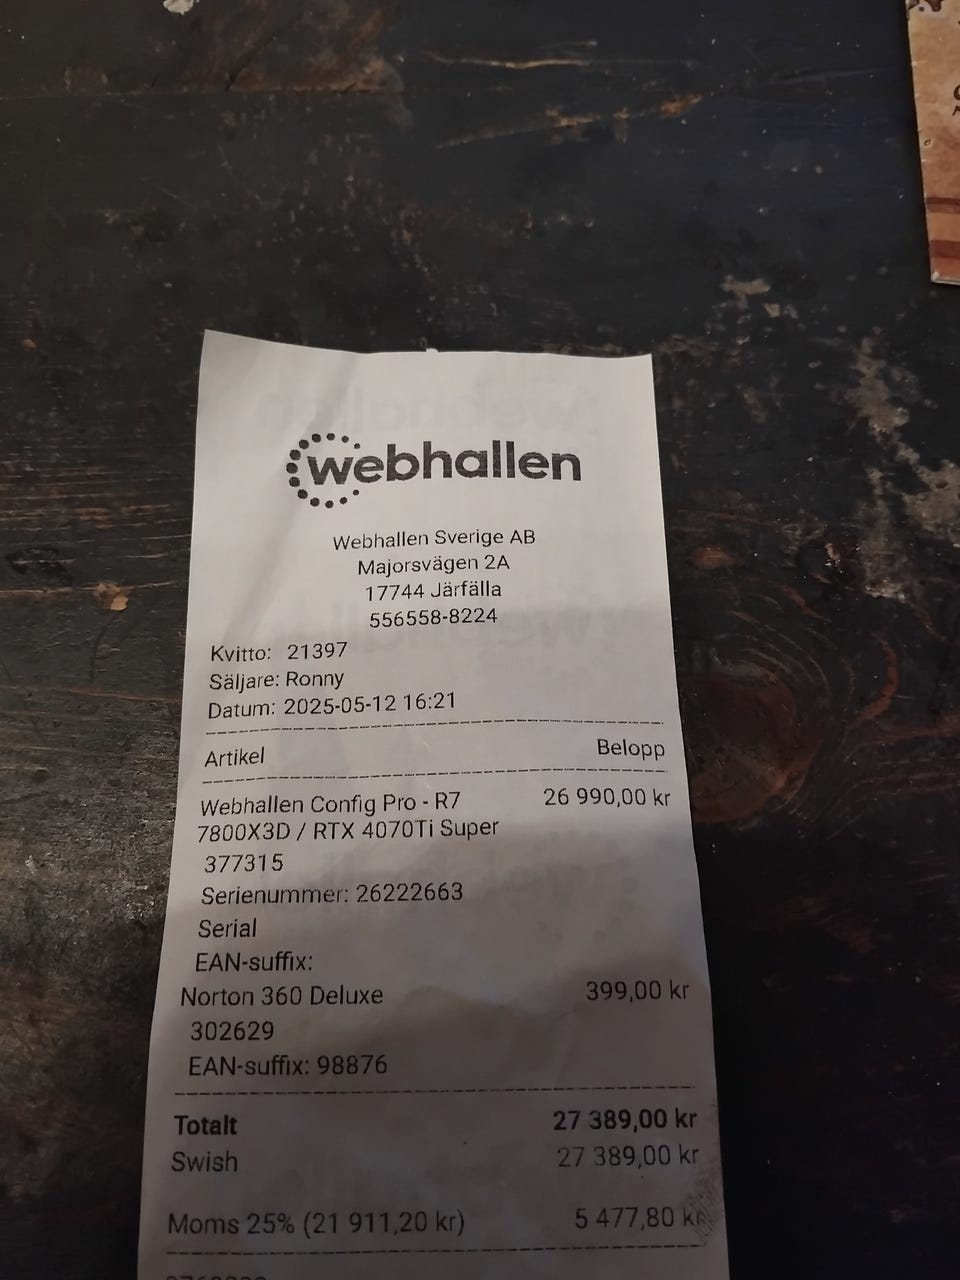 webhallen
Webhallen Sverige AB
Majorsvägen 2A
17744 Järfälla
556558-8224
Kvitto: 21397
Säljare: Ronny
Datum: 2025-05-12 16:21
Artikel Belopp
Webhallen Config Pro - R7 26 990,00 kr
7800X3D / RTX 4070Ti Super
377315
Serienummer: 26222663
Serial
EAN-suffix:
Norton 360 Deluxe 399,00 kr
302629
EAN-suffix: 98876
Totalt 27 389,00 kr
Swish 27 389,00 kr
Moms 25% (21 911,20 kr) 5 477,80 kr